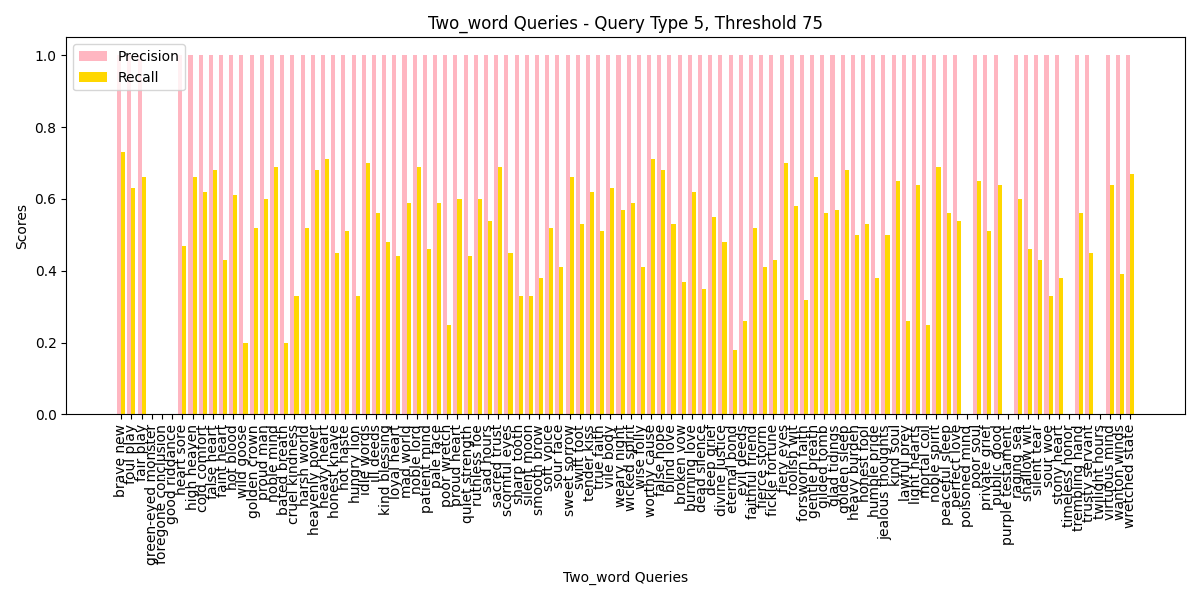 Two_word Queries - Query Type 5, Threshold 75
Precision
Recall
Scores
1.0
0.8
0.6
0.4
0.2
0.0
brave new
foul play
fair play
green-eyed monster
foregone conclusion
good riddance
heart sore
high heaven
cold comfort
false heart
faint heart
hot blood
wild goose
golden crown
proud man
noble mind
bated breath
cruel kindness
harsh world
heavenly power
heavy heart
honest knave
hot haste
hungry lion
idle words
ill deeds
kind blessing
loyal heart
mad world
noble lord
patient mind
pale face
poor wretch
proud heart
quiet strength
ruthless foe
sad hours
sacred trust
scornful eyes
sharp tooth
silent moon
smooth brow
soft voice
sour face
sweet sorrow
swift foot
tender kiss
true faith
vile body
weary night
wicked spirit
wise folly
worthy cause
hope
blind love
broken vow
burning love
dead silence
deep grief
divine justice
eternal bond
evil deeds
faithful friend
fierce storm
fickle fortune
fiery eyes
foolish wit
forsworn faith
gentle breath
gilded tomb
glad tidings
golden sleep
heavy burden
honest fool
humble pride
jealous thoughts
kind soul
lawful prey
light hearts
mortal coil
noble spirit
peaceful sleep
perfect love
poisoned mind
poor soul
private grief
public good
purple testament
raging sea
shallow wit
silent tear
sour woe
stony heart
timeless honor
trembling hand
trusty servant
twilight hours
virtuous mind
wanton wind
wretched state
Two_word Queries